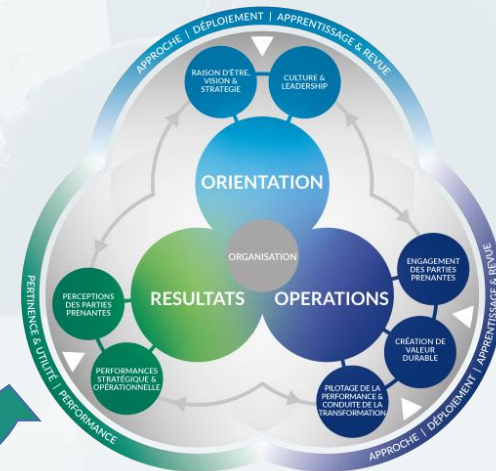 APPROCHE | DÉPLOIEMENT | APPRENTISSAGE & REVUE
RAISON D'ÊTRE,
VISION &
STRATEGIE
CULTURE &
LEADERSHIP
ORIENTATION
ORGANISATION
RESULTATS
OPERATIONS
PERCEPTIONS
DES PARTIES
PRENANTES
PERFORMANCES
STRATÉGIQUE &
OPÉRATIONNELLE
ENGAGEMENT
DES PARTIES
PRENANTES
CRÉATION DE
VALEUR
DURABLE
PILOTAGE DE LA
PERFORMANCE &
CONDUITE DE LA
TRANSFORMATION
PERTINENCE & UTILITÉ | PERFORMANCE
APPROCHE | DÉPLOIEMENT | APPRENTISSAGE & REVUE